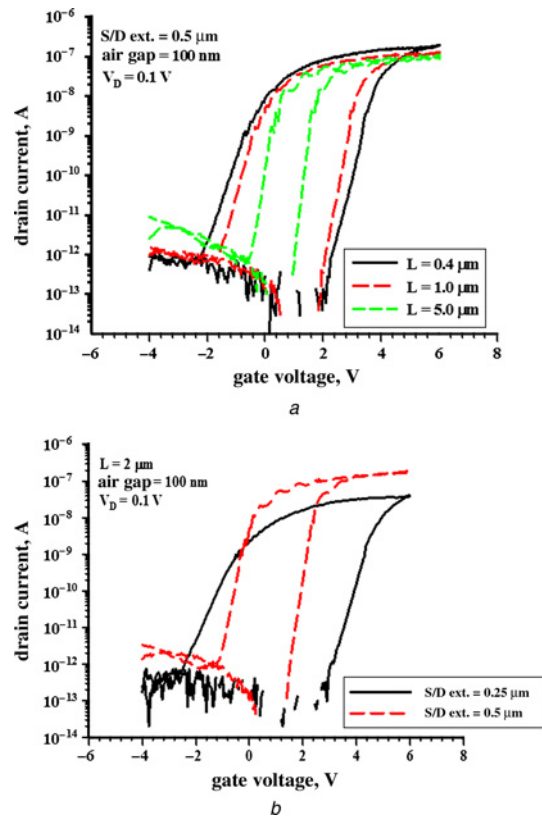 S/D ext. = 0.5 μm
air gap = 100 nm
V_D = 0.1 V
drain current, A
10⁻⁶
10⁻⁷
10⁻⁸
10⁻⁹
10⁻¹⁰
10⁻¹¹
10⁻¹²
10⁻¹³
10⁻¹⁴
L = 0.4 μm
L = 1.0 μm
L = 5.0 μm
−6 −4 −2 0 2 4 6 8
gate voltage, V
a
L = 2 μm
air gap = 100 nm
V_D = 0.1 V
drain current, A
10⁻⁶
10⁻⁷
10⁻⁸
10⁻⁹
10⁻¹⁰
10⁻¹¹
10⁻¹²
10⁻¹³
10⁻¹⁴
S/D ext. = 0.25 μm
S/D ext. = 0.5 μm
−6 −4 −2 0 2 4 6 8
gate voltage, V
b